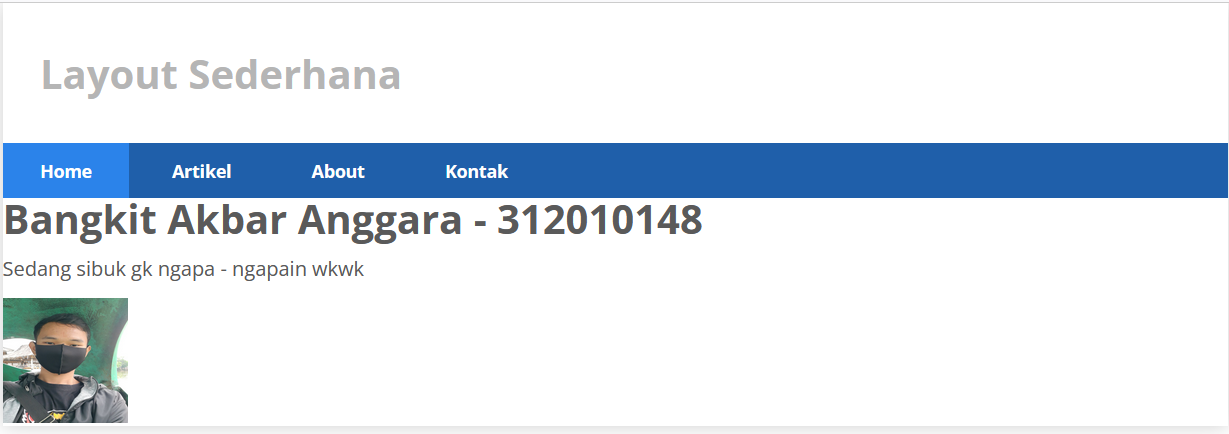 Layout Sederhana
Home Artikel About Kontak
Bangkit Akbar Anggara - 312010148
Sedang sibuk gk ngapa - ngapain wkwk